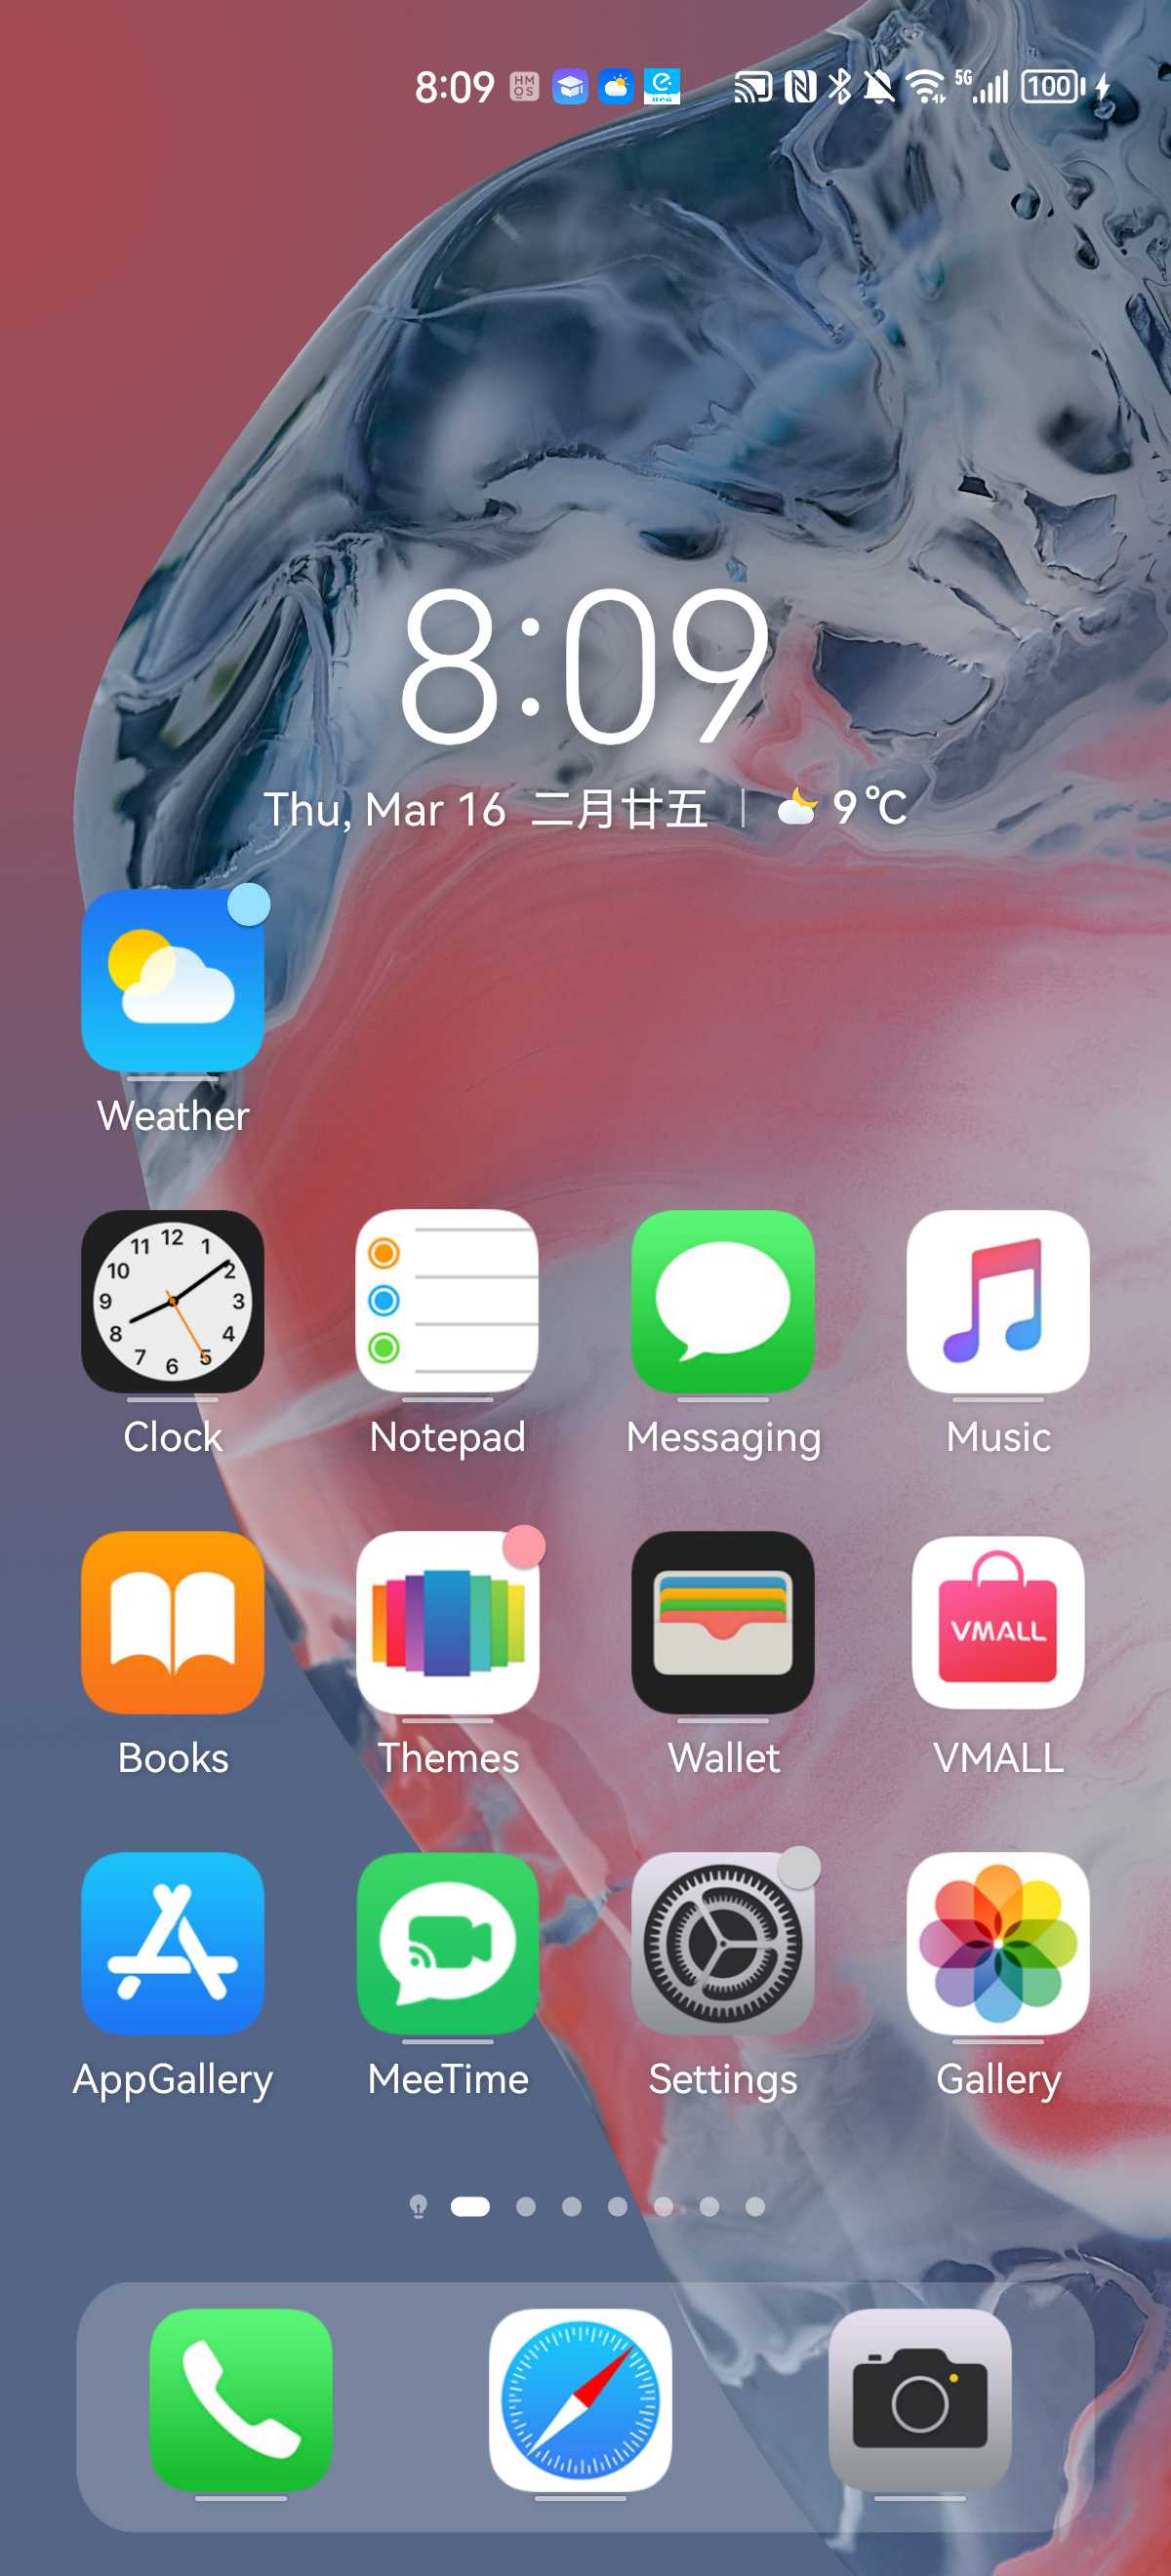 8:09 HM OS 5G 100
8:09
Thu, Mar 16 二月廿五 | 9℃
Weather
12 1 2 3 4 5 6 7 8 9 10 11
Clock Notepad Messaging Music
VMALL
Books Themes Wallet VMALL
AppGallery MeeTime Settings Gallery